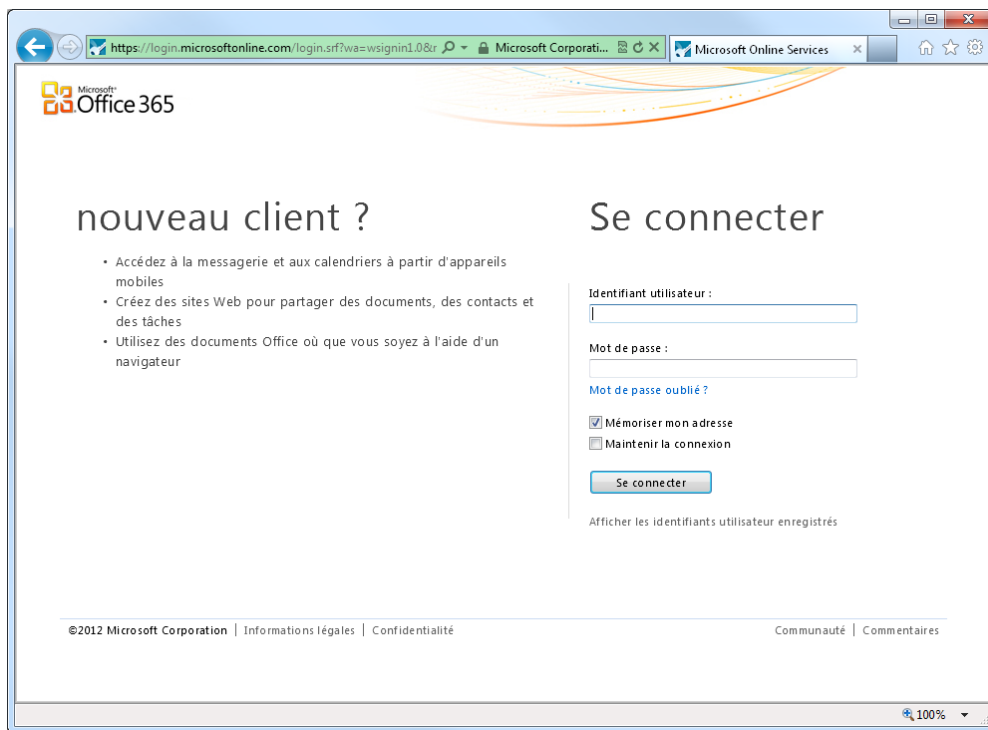 https://login.microsoftonline.com/login.srf?wa=wsignin1.0&r
Microsoft Corporati...
Microsoft Online Services
Microsoft®
Office 365
nouveau client ?
• Accédez à la messagerie et aux calendriers à partir d'appareils
mobiles
• Créez des sites Web pour partager des documents, des contacts et
des tâches
• Utilisez des documents Office où que vous soyez à l'aide d'un
navigateur
Se connecter
Identifiant utilisateur :
Mot de passe :
Mot de passe oublié ?
Mémoriser mon adresse
Maintenir la connexion
Se connecter
Afficher les identifiants utilisateur enregistrés
©2012 Microsoft Corporation | Informations légales | Confidentialité
Communauté | Commentaires
100%